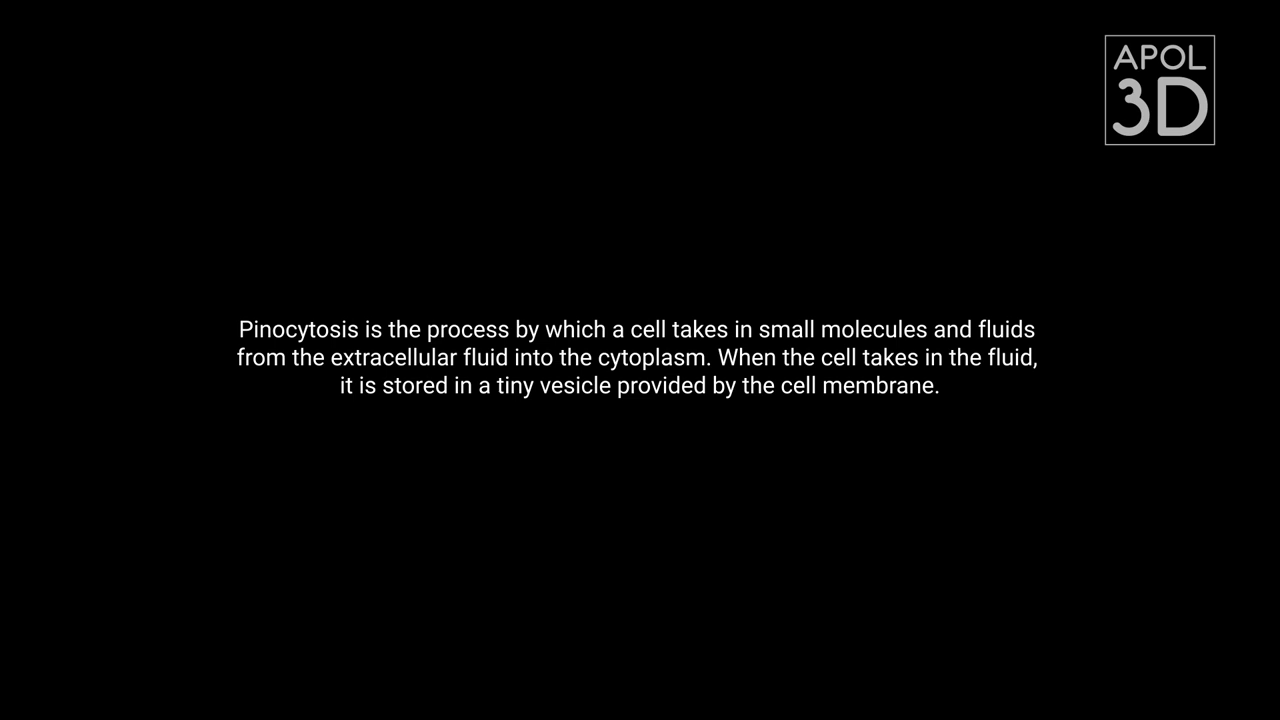 APOL
3D
Pinocytosis is the process by which a cell takes in small molecules and fluids
from the extracellular fluid into the cytoplasm. When the cell takes in the fluid,
it is stored in a tiny vesicle provided by the cell membrane.